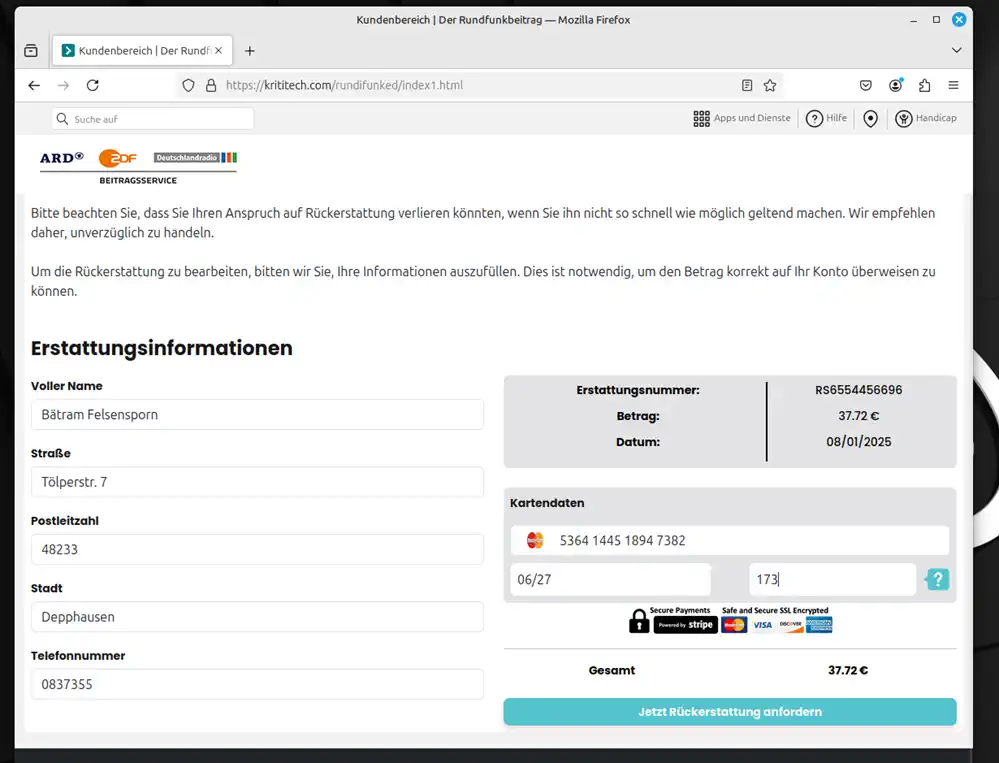 Kundenbereich | Der Rundfunkbeitrag — Mozilla Firefox
Kundenbereich | Der Rundf
https://krititech.com/rundifunked/index1.html
Suche auf
Apps und Dienste
Hilfe
Handicap
ARD ZDF Deutschlandradio
BEITRAGSSERVICE
Bitte beachten Sie, dass Sie Ihren Anspruch auf Rückerstattung verlieren könnten, wenn Sie ihn nicht so schnell wie möglich geltend machen. Wir empfehlen
daher, unverzüglich zu handeln.
Um die Rückerstattung zu bearbeiten, bitten wir Sie, Ihre Informationen auszufüllen. Dies ist notwendig, um den Betrag korrekt auf Ihr Konto überweisen zu
können.
Erstattungsinformationen
Voller Name
Bätram Felsensporn
Straße
Tölperstr. 7
Postleitzahl
48233
Stadt
Depphausen
Telefonnummer
0837355
Erstattungsnummer: RS6554456696
Betrag: 37.72 €
Datum: 08/01/2025
Kartendaten
5364 1445 1894 7382
06/27
173
?
Secure Payments
Powered by stripe
Safe and Secure SSL Encrypted
VISA
DISCOVER
Gesamt 37.72 €
Jetzt Rückerstattung anfordern